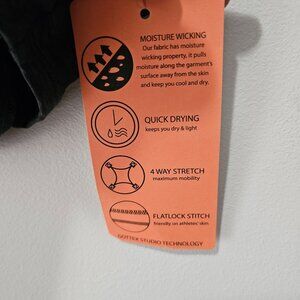 MOISTURE WICKING
Our fabric has moisture
wicking property, it pulls
moisture along the garment's
surface away from the skin
and keep you cool and dry.
QUICK DRYING
keeps you dry & light
4 WAY STRETCH
maximum mobility
FLATLOCK STITCH
friendly on athletes' skin
GOTTEX STUDIO TECHNOLOGY